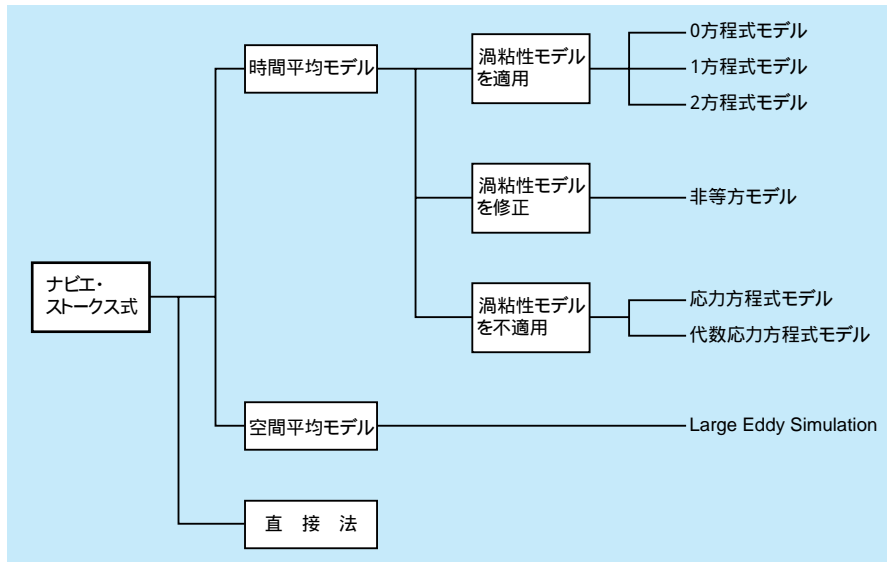 ナビエ・
ストークス式
時間平均モデル
渦粘性モデル
を適用
0方程式モデル
1方程式モデル
2方程式モデル
渦粘性モデル
を修正
非等方モデル
渦粘性モデル
を不適用
応力方程式モデル
代数応力方程式モデル
空間平均モデル
Large Eddy Simulation
直 接 法